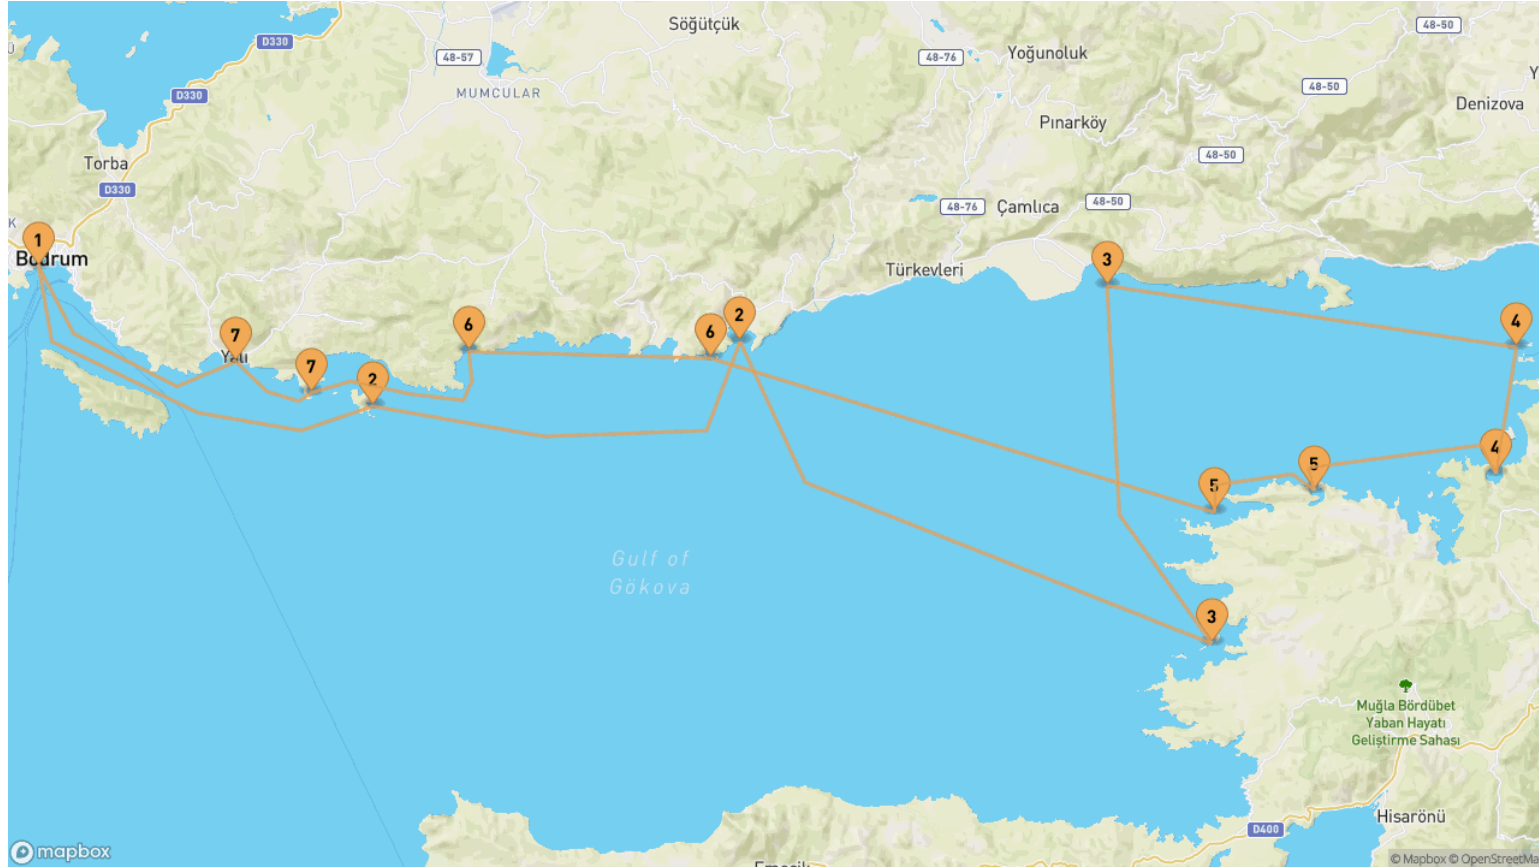 Söğütçük
48-50
D330
48-57
48-76
Yoğunoluk
MUMCULAR
D330
48-50
Denizova
Pınarköy
Torba
48-50
D330
48-76
Çamlıca
48-50
K
1
Bodrum
3
Türkevleri
2
4
6
6
7
Yalı
7
2
4
5
5
Gulf of
Gökova
3
Muğla Bördübet
Yaban Hayatı
Geliştirme Sahası
Hisarönü
D400
mapbox
© Mapbox © OpenStreetMa